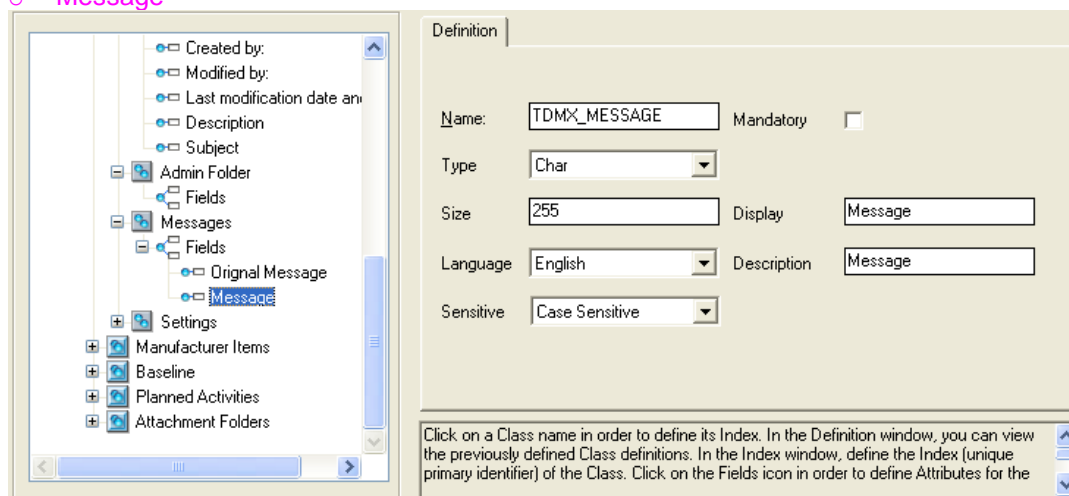 Message
Created by:
Modified by:
Last modification date an
Description
Subject
Admin Folder
Fields
Messages
Fields
Orignal Message
Message
Settings
Manufacturer Items
Baseline
Planned Activities
Attachment Folders
Definition
Name: TDMX_MESSAGE Mandatory
Type Char
Size 255 Display Message
Language English Description Message
Sensitive Case Sensitive
Click on a Class name in order to define its Index. In the Definition window, you can view
the previously defined Class definitions. In the Index window, define the Index (unique
primary identifier) of the Class. Click on the Fields icon in order to define Attributes for the